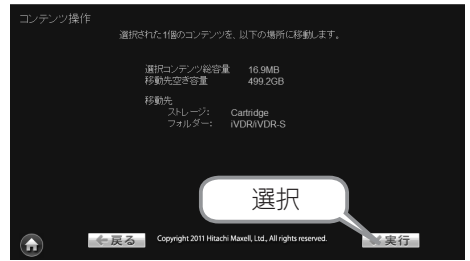 コンテンツ操作
選択された1個のコンテンツを、以下の場所に移動します。
選択コンテンツ総容量 16.9MB
移動先空き容量 499.2GB
移動先
ストレージ: Cartridge
フォルダー: iVDR/iVDR-S
選択
戻る Copyright 2011 Hitachi Maxell, Ltd., All rights reserved. 実行